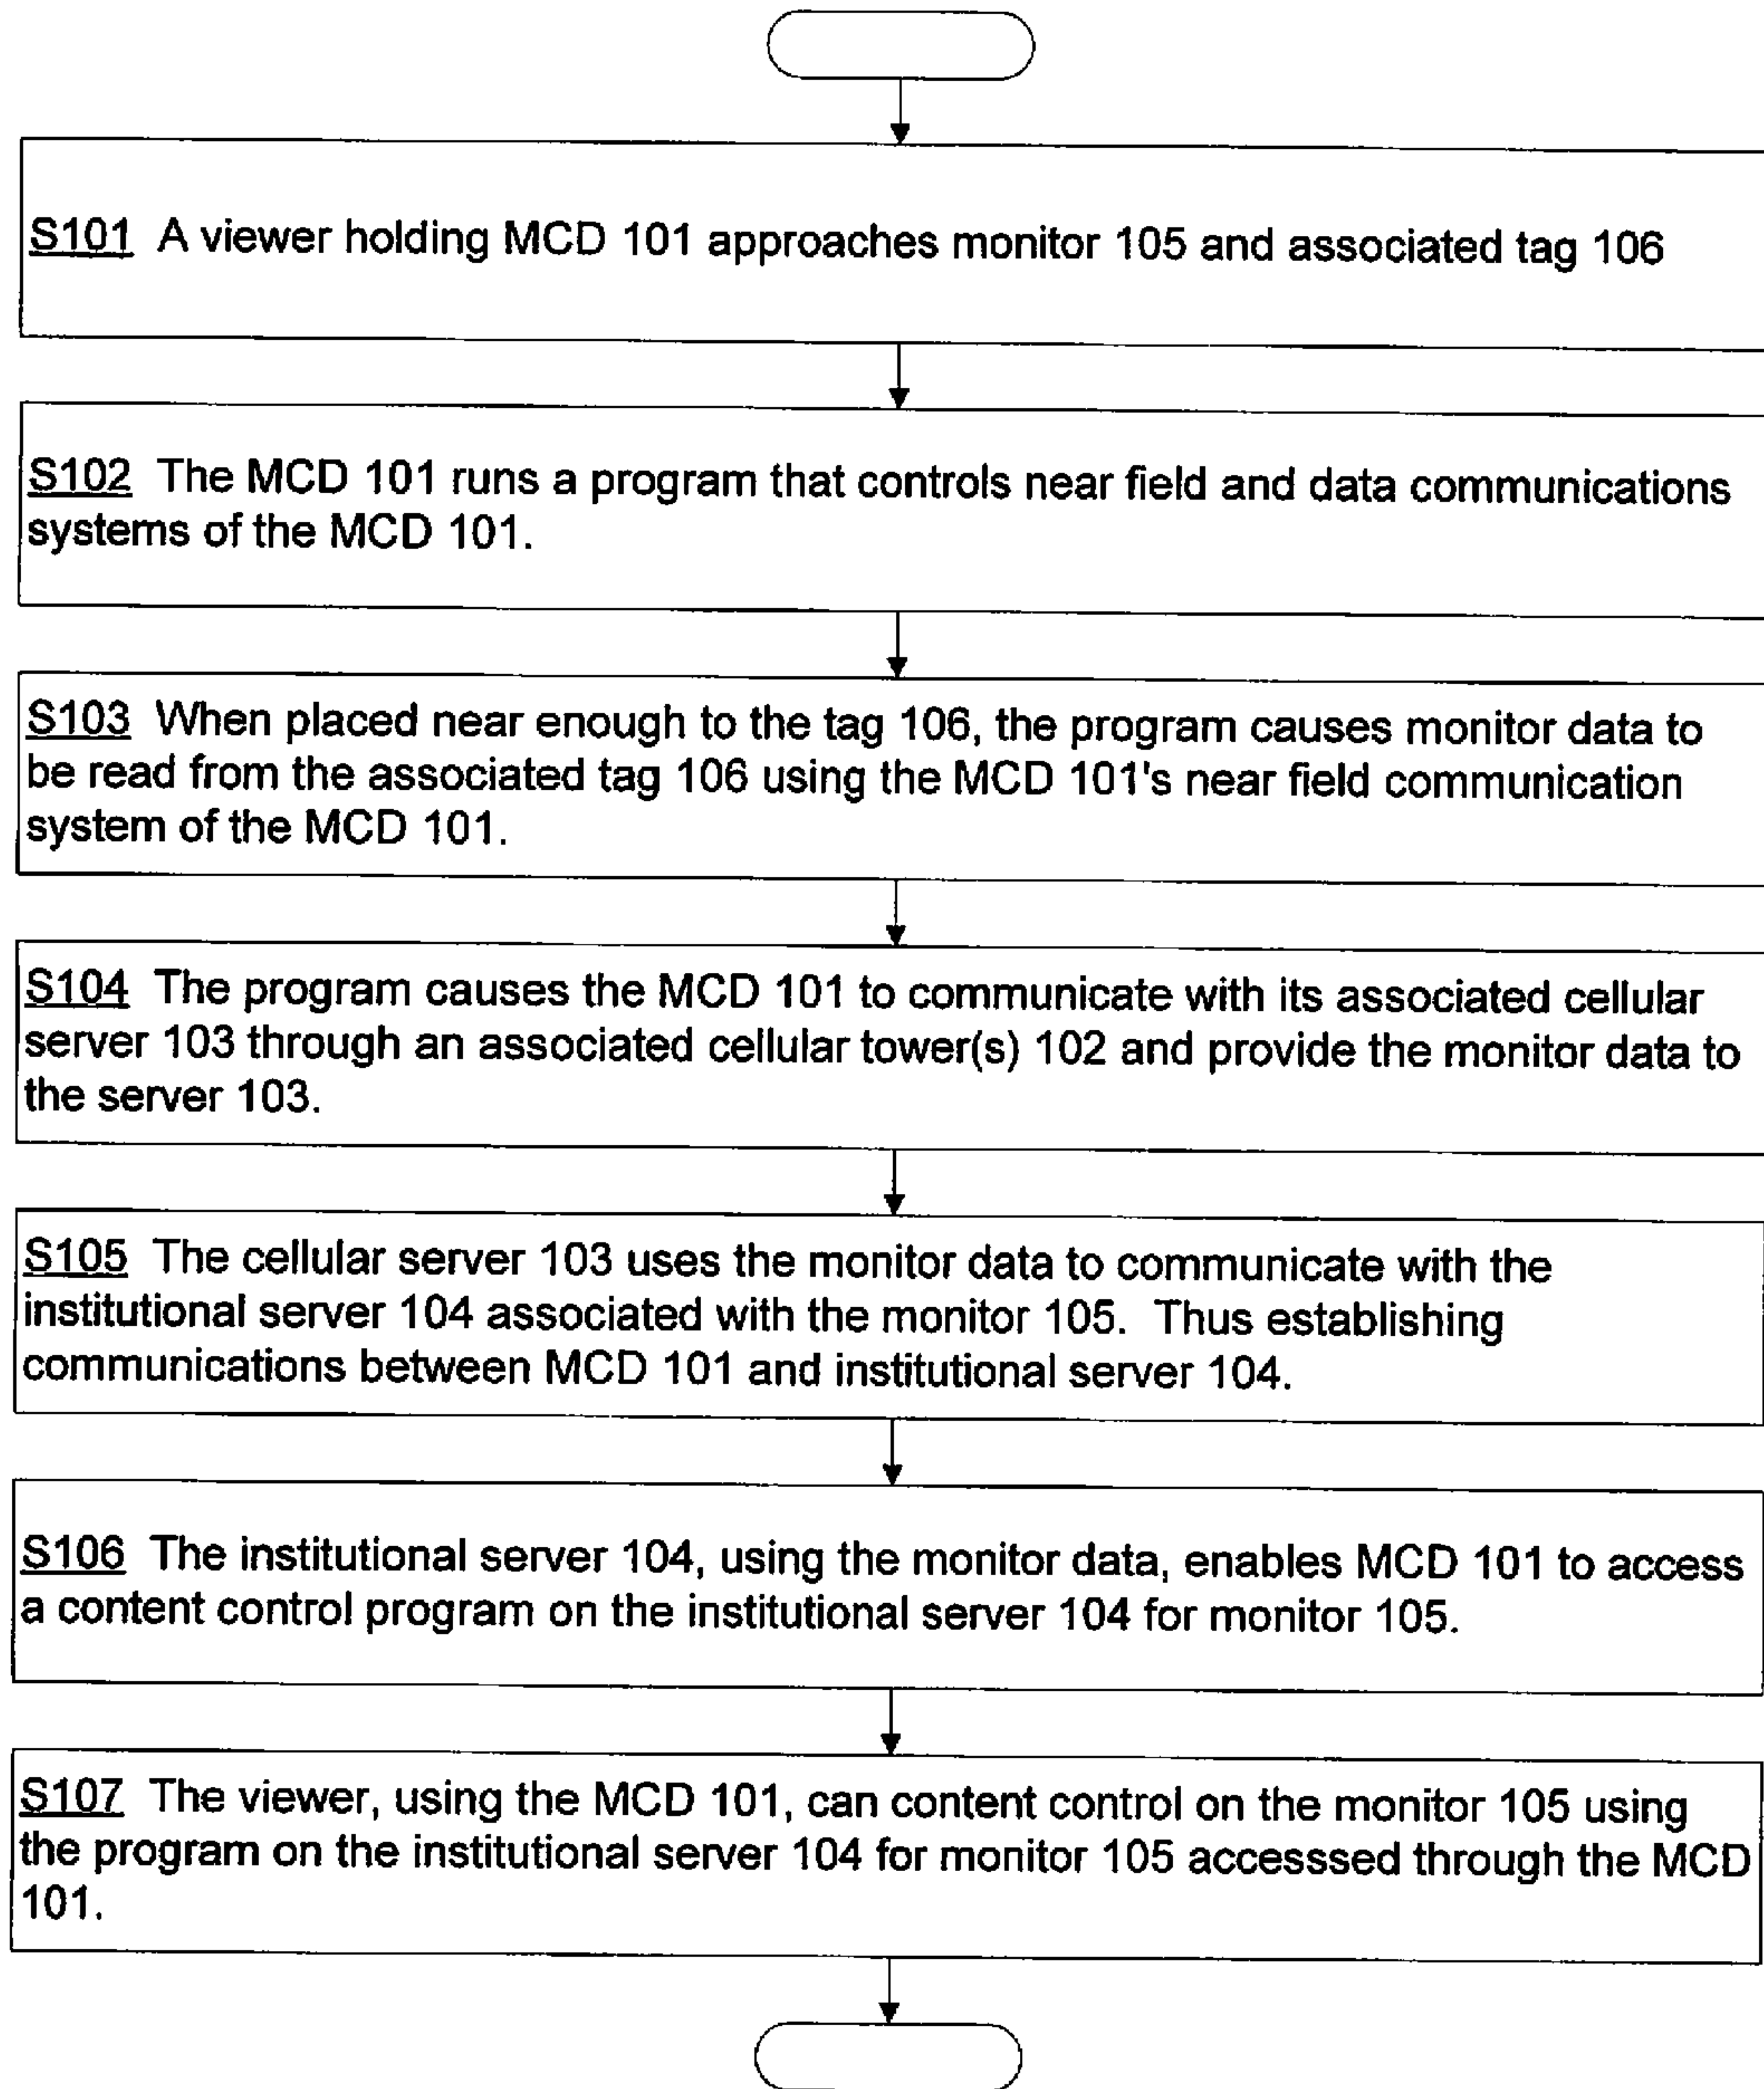 S101 A viewer holding MCD 101 approaches monitor 105 and associated tag 106
S102 The MCD 101 runs a program that controls near field and data communications
systems of the MCD 101.
S103 When placed near enough to the tag 106, the program causes monitor data to
be read from the associated tag 106 using the MCD 101's near field communication
system of the MCD 101.
S104 The program causes the MCD 101 to communicate with its associated cellular
server 103 through an associated cellular tower(s) 102 and provide the monitor data to
the server 103.
S105 The cellular server 103 uses the monitor data to communicate with the
institutional server 104 associated with the monitor 105. Thus establishing
communications between MCD 101 and institutional server 104.
S106 The institutional server 104, using the monitor data, enables MCD 101 to access
a content control program on the institutional server 104 for monitor 105.
S107 The viewer, using the MCD 101, can content control on the monitor 105 using
the program on the institutional server 104 for monitor 105 accesssed through the MCD
101.